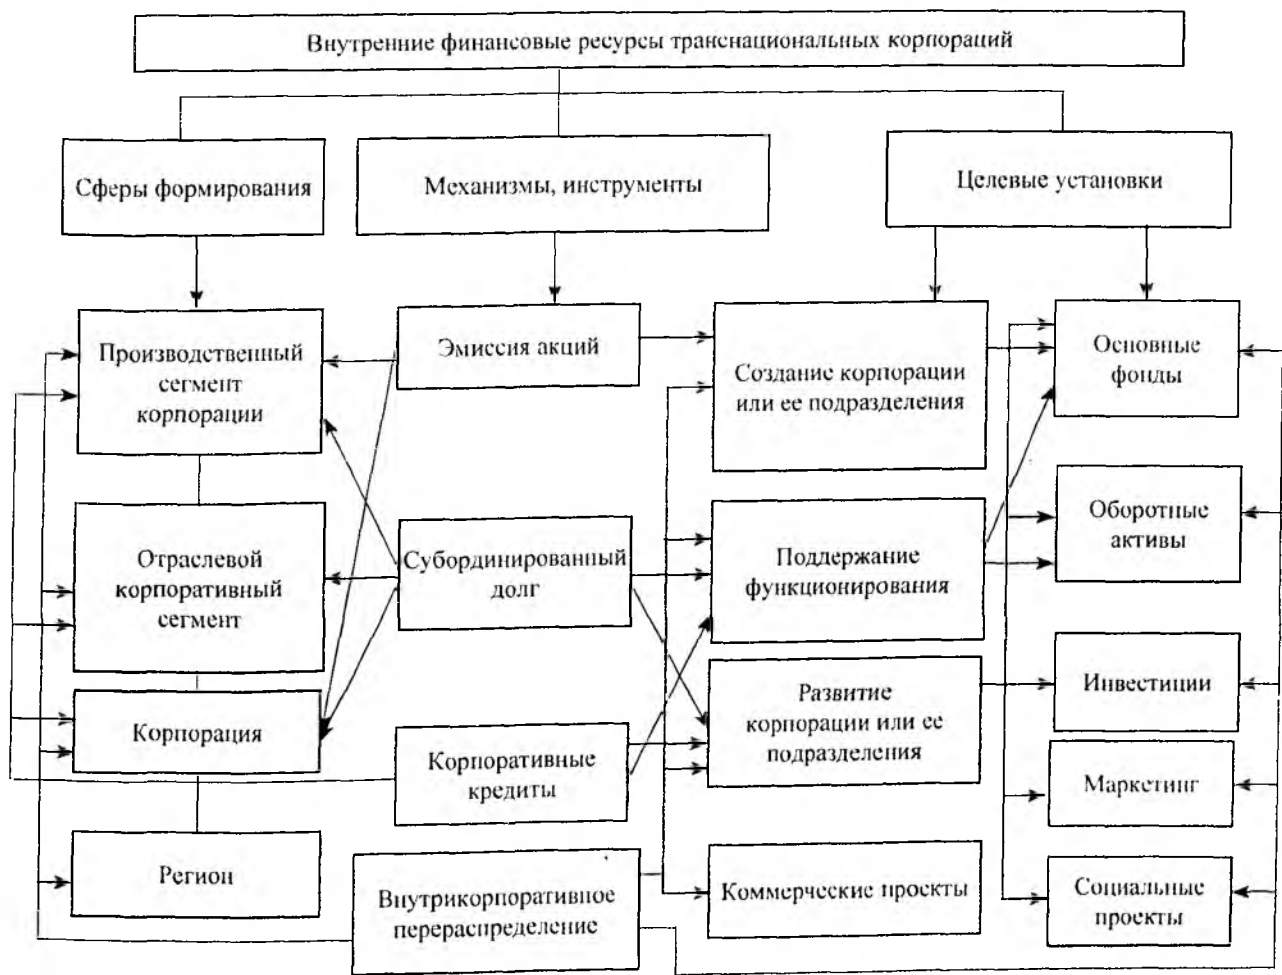 Внутренние финансовые ресурсы транснациональных корпораций
Сферы формирования
Механизмы, инструменты
Целевые установки
Производственный
сегмент
корпорации
Эмиссия акций
Создание корпорации
или ее подразделения
Основные
фонды
Отраслевой
корпоративный
сегмент
Субординированный
долг
Поддержание
функционирования
Оборотные
активы
Корпорация
Корпоративные
кредиты
Развитие
корпорации или ее
подразделения
Инвестиции
Маркетинг
Регион
Внутрикорпоративное
перераспределение
Коммерческие проекты
Социальные
проекты